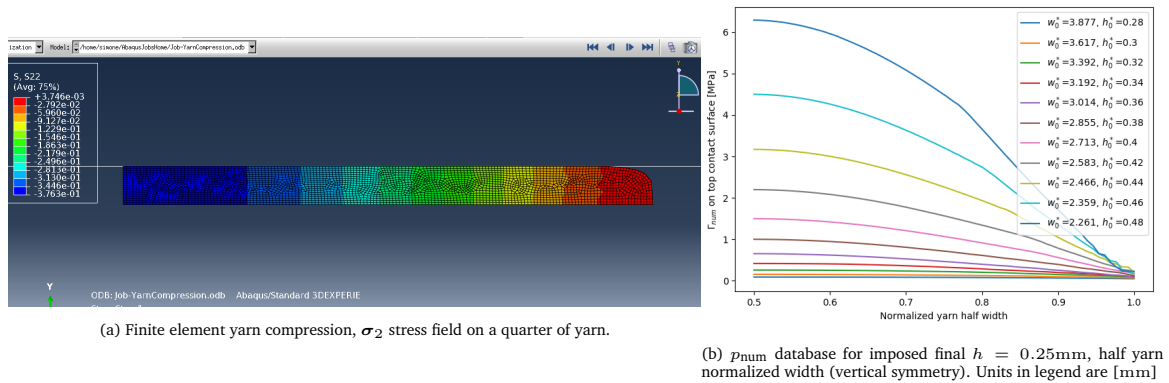 lization Model: /home/simone/AbaqusJobsHome/Job-YarnCompression.odb
S, S22
(Avg: 75%)
+3.746e-03
-2.792e-02
-5.960e-02
-9.127e-02
-1.229e-01
-1.546e-01
-1.863e-01
-2.179e-01
-2.496e-01
-2.813e-01
-3.130e-01
-3.446e-01
-3.763e-01
Y
Z
Y
ODB: Job-YarnCompression.odb Abaqus/Standard 3DEXPERIE
(a) Finite element yarn compression, σ₂ stress field on a quarter of yarn.
Γnum on top contact surface [MPa]
6
5
4
3
2
1
0
0.5 0.6 0.7 0.8 0.9 1.0
Normalized yarn half width
w₀*=3.877, h₀*=0.28
w₀*=3.617, h₀*=0.3
w₀*=3.392, h₀*=0.32
w₀*=3.192, h₀*=0.34
w₀*=3.014, h₀*=0.36
w₀*=2.855, h₀*=0.38
w₀*=2.713, h₀*=0.4
w₀*=2.583, h₀*=0.42
w₀*=2.466, h₀*=0.44
w₀*=2.359, h₀*=0.46
w₀*=2.261, h₀*=0.48
(b) pnum database for imposed final h = 0.25mm, half yarn
normalized width (vertical symmetry). Units in legend are [mm]